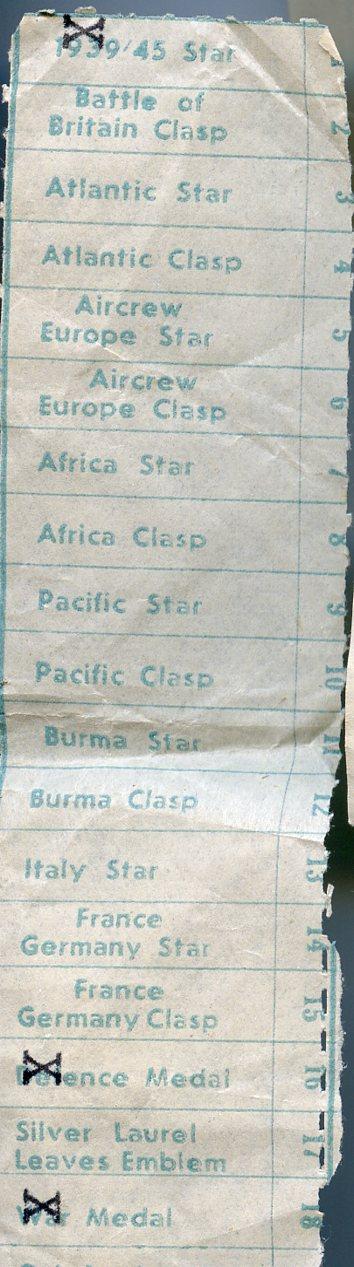 1939/45 Star 1
Battle of
Britain Clasp 2
Atlantic Star 3
Atlantic Clasp 4
Aircrew
Europe Star 5
Aircrew
Europe Clasp 6
Africa Star 7
Africa Clasp 8
Pacific Star 9
Pacific Clasp 10
Burma Star 11
Burma Clasp 12
Italy Star 13
France
Germany Star 14
France
Germany Clasp 15
Defence Medal 16
Silver Laurel
Leaves Emblem 17
War Medal 18